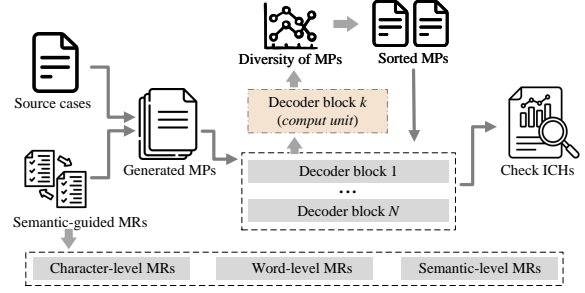 Source cases
Semantic-guided MRs
Generated MPs
Diversity of MPs
Sorted MPs
Decoder block k
(comput unit)
Decoder block 1
...
Decoder block N
Check ICHs
Character-level MRs
Word-level MRs
Semantic-level MRs